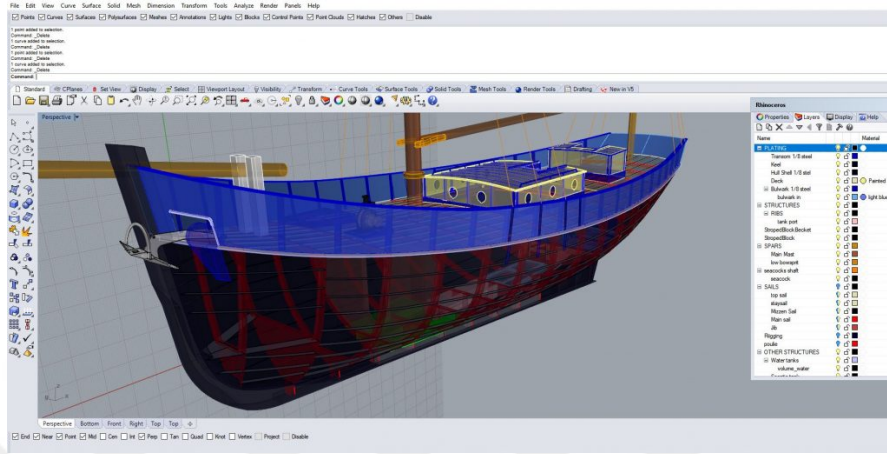 File Edit View Curve Surface Solid Mesh Dimension Transform Tools Analyze Render Panels Help
Points Curves Surfaces Polysurfaces Meshes Annotations Lights Blocks Control Points Point Clouds Hatches Others Disable
1 point added to selection.
Command: _Delete
1 curve added to selection.
Command: _Delete
1 point added to selection.
Command: _Delete
1 curve added to selection.
Command: _Delete
Command:
Standard CPlanes Set View Display Select Viewport Layout Visibility Transform Curve Tools Surface Tools Solid Tools Mesh Tools Render Tools Drafting New in V5
Perspective
Rhinoceros
Properties Layers Display Help
Name Material
PLATING
Transom 1/8 steel
Keel
Hull Shell 1/8 stel
Deck Painted
Bulwark 1/8 steel
bulwark in light blue
STRUCTURES
RIBS
tank port
StropedBlockBecket
StropedBlock
SPARS
Main Mast
low bowsprit
seacocks shaft
seacock
SAILS
top sail
staysail
Mizzen Sail
Main sail
Jib
Rigging
poulie
OTHER STRUCTURES
Water tanks
volume_water
Perspective Bottom Front Right Top Top
End Near Point Mid Cen Int Perp Tan Quad Knot Vertex Project Disable